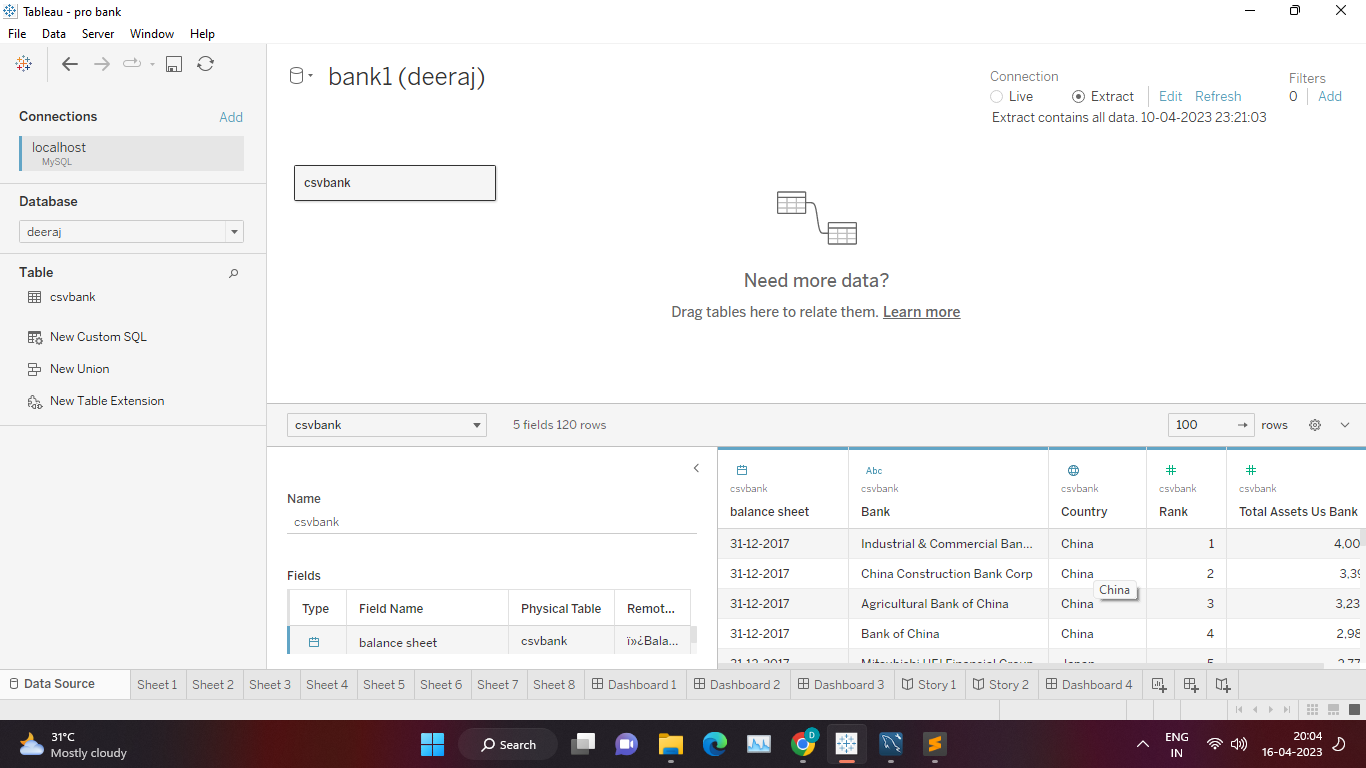 Tableau - pro bank
File Data Server Window Help
bank1 (deeraj)
Connection
Live Extract Edit Refresh
Extract contains all data. 10-04-2023 23:21:03
Filters
0 Add
Connections Add
localhost
MySQL
Database
deeraj
Table
csvbank
New Custom SQL
New Union
New Table Extension
csvbank
Need more data?
Drag tables here to relate them. Learn more
csvbank 5 fields 120 rows 100 rows
Name
csvbank
Fields
Type Field Name Physical Table Remot...
balance sheet csvbank ï»¿Bala...
Abc
csvbank csvbank csvbank csvbank csvbank
balance sheet Bank Country Rank Total Assets Us Bank
31-12-2017 Industrial & Commercial Ban... China 1 4,00
31-12-2017 China Construction Bank Corp China 2 3,39
China
31-12-2017 Agricultural Bank of China China 3 3,23
31-12-2017 Bank of China China 4 2,98
31-12-2017 Mitsubishi UFJ Financial Group Japan 5 2,77
Data Source Sheet 1 Sheet 2 Sheet 3 Sheet 4 Sheet 5 Sheet 6 Sheet 7 Sheet 8 Dashboard 1 Dashboard 2 Dashboard 3 Story 1 Story 2 Dashboard 4
31°C
Mostly cloudy
Search
D
ENG
IN
20:04
16-04-2023